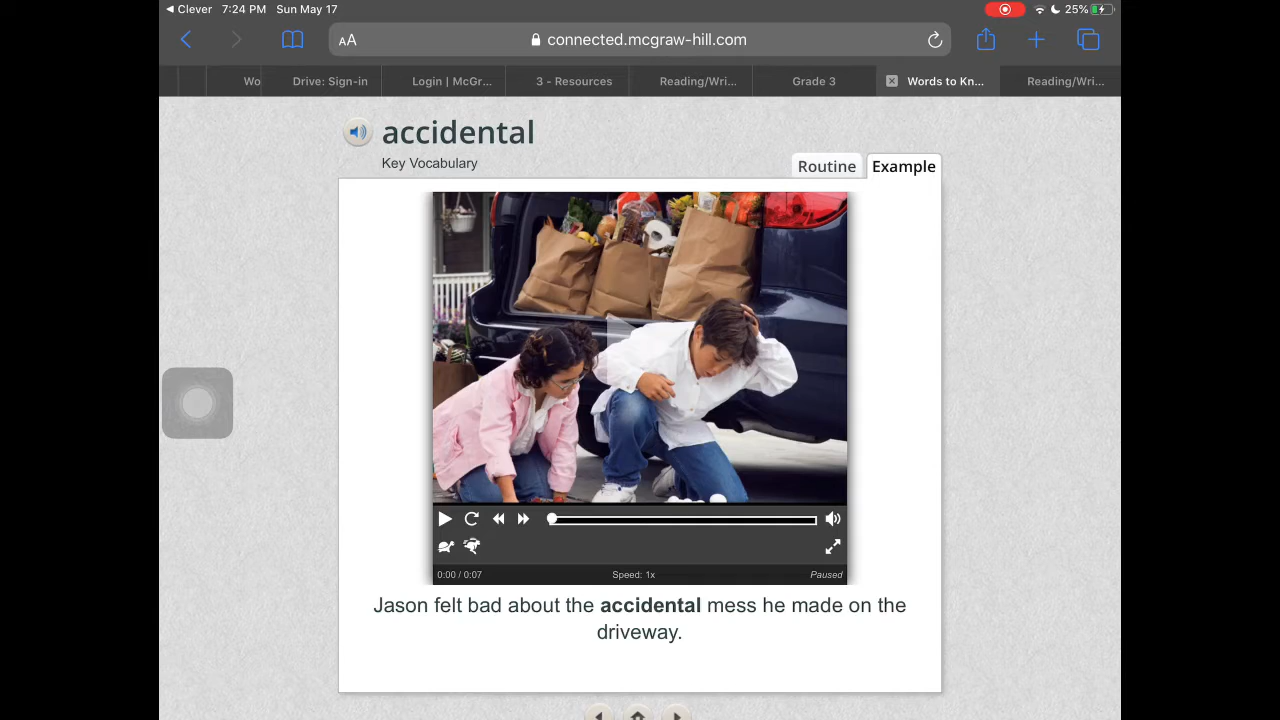 Clever 7:24 PM Sun May 17 25%
AA connected.mcgraw-hill.com
Wo Drive: Sign-in Login | McGr... 3 - Resources Reading/Wri... Grade 3 Words to Kn... Reading/Wri...
accidental
Key Vocabulary
Routine Example
0:00 / 0:07 Speed: 1x Paused
Jason felt bad about the accidental mess he made on the
driveway.